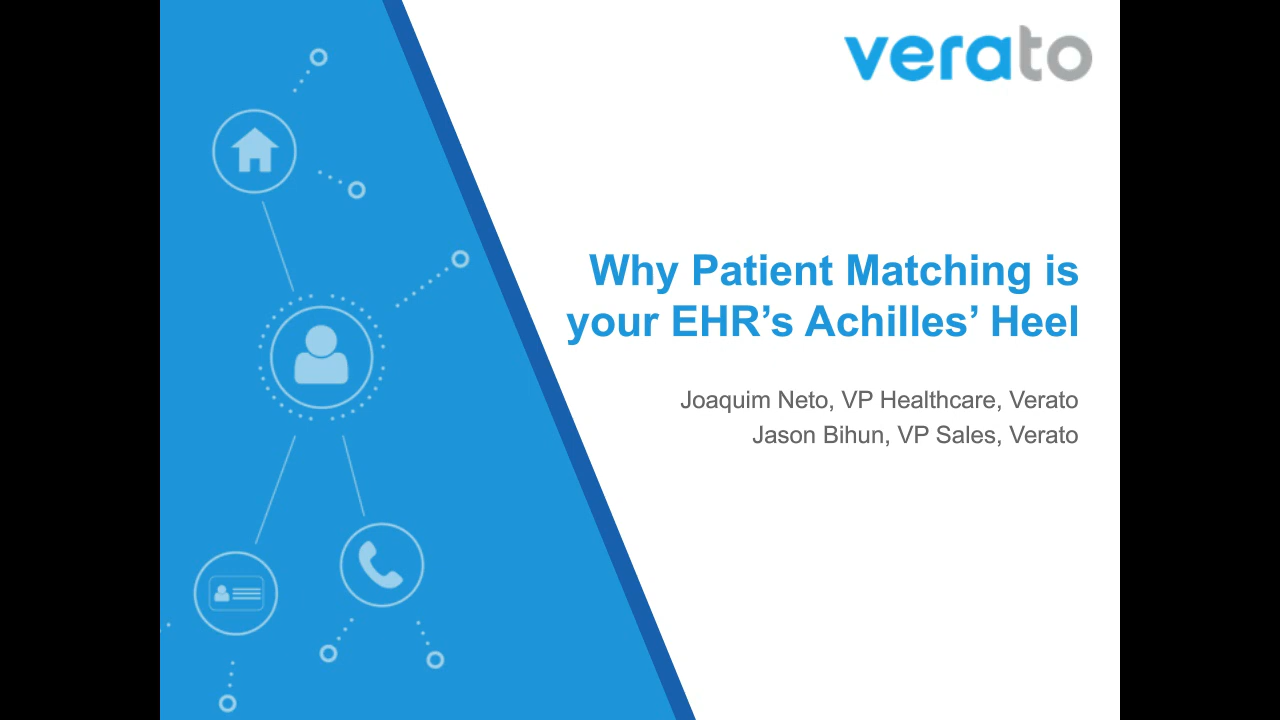 verato
Why Patient Matching is
your EHR’s Achilles’ Heel
Joaquim Neto, VP Healthcare, Verato
Jason Bihun, VP Sales, Verato